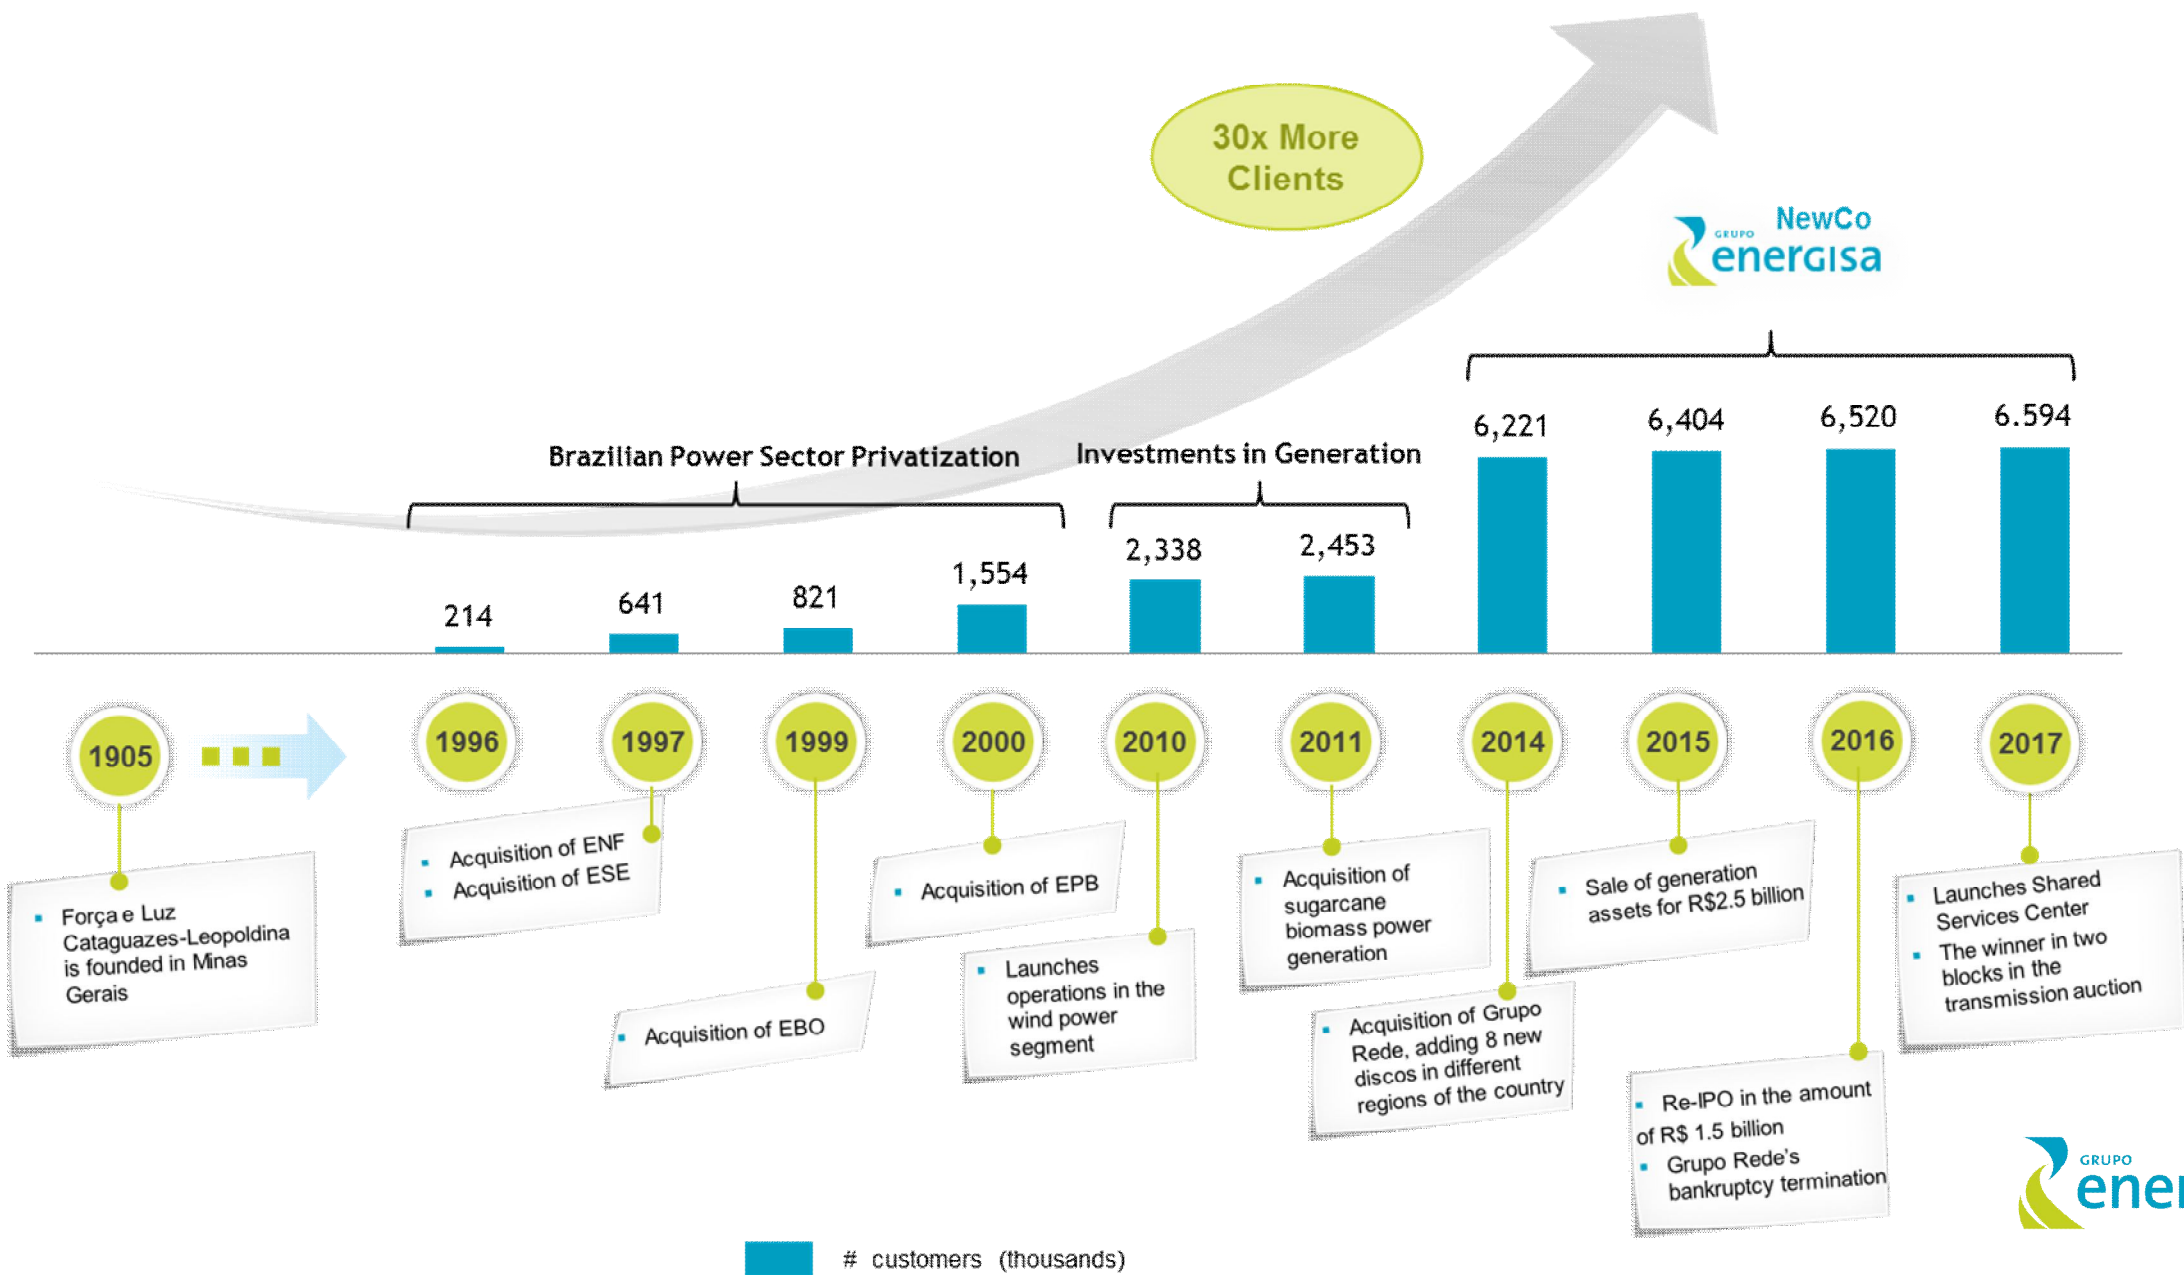 30x More
Clients
NewCo
GRUPO
energisa
Brazilian Power Sector Privatization
Investments in Generation
214
641
821
1,554
2,338
2,453
6,221
6,404
6,520
6.594
1905
1996
1997
1999
2000
2010
2011
2014
2015
2016
2017
Força e Luz
Cataguazes-Leopoldina
is founded in Minas
Gerais
Acquisition of ENF
Acquisition of ESE
Acquisition of EBO
Acquisition of EPB
Launches
operations in the
wind power
segment
Acquisition of
sugarcane
biomass power
generation
Acquisition of Grupo
Rede, adding 8 new
discos in different
regions of the country
Sale of generation
assets for R$2.5 billion
Re-IPO in the amount
of R$ 1.5 billion
Grupo Rede's
bankruptcy termination
Launches Shared
Services Center
The winner in two
blocks in the
transmission auction
GRUPO
ener
# customers (thousands)